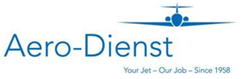 Aero-Dienst
Your Jet – Our Job – Since 1958